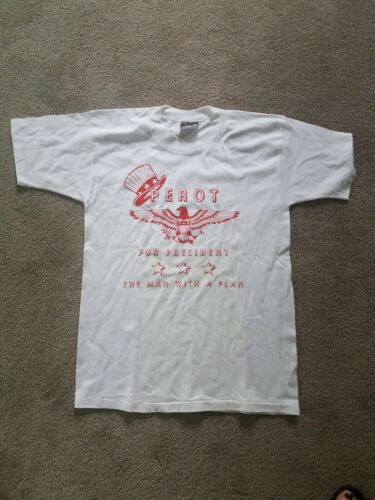 PEROT
FOR PRESIDENT
THE MAN WITH A PLAN